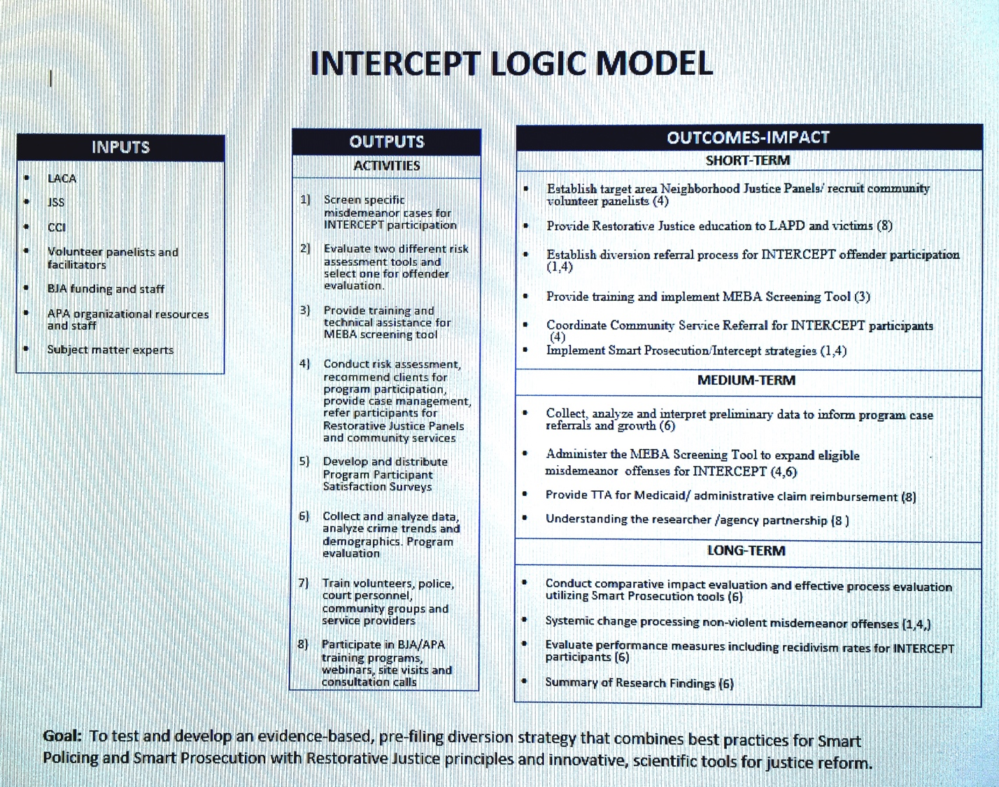 INTERCEPT LOGIC MODEL
INPUTS
LACA
JSS
CCI
Volunteer panelists and
facilitators
BJA funding and staff
APA organizational resources
and staff
Subject matter experts
OUTPUTS
ACTIVITIES
1) Screen specific
misdemeanor cases for
INTERCEPT participation
2) Evaluate two different risk
assessment tools and
select one for offender
evaluation.
3) Provide training and
technical assistance for
MEBA screening tool
4) Conduct risk assessment,
recommend clients for
program participation,
provide case management,
refer participants for
Restorative Justice Panels
and community services
5) Develop and distribute
Program Participant
Satisfaction Surveys
6) Collect and analyze data,
analyze crime trends and
demographics. Program
evaluation
7) Train volunteers, police,
court personnel,
community groups and
service providers
8) Participate in BJA/APA
training programs,
webinars, site visits and
consultation calls
OUTCOMES-IMPACT
SHORT-TERM
Establish target area Neighborhood Justice Panels/ recruit community
volunteer panelists (4)
Provide Restorative Justice education to LAPD and victims (8)
Establish diversion referral process for INTERCEPT offender participation
(1,4)
Provide training and implement MEBA Screening Tool (3)
Coordinate Community Service Referral for INTERCEPT participants
(4)
Implement Smart Prosecution/Intercept strategies (1,4)
MEDIUM-TERM
Collect, analyze and interpret preliminary data to inform program case
referrals and growth (6)
Administer the MEBA Screening Tool to expand eligible
misdemeanor offenses for INTERCEPT (4,6)
Provide TTA for Medicaid/ administrative claim reimbursement (8)
Understanding the researcher /agency partnership (8 )
LONG-TERM
Conduct comparative impact evaluation and effective process evaluation
utilizing Smart Prosecution tools (6)
Systemic change processing non-violent misdemeanor offenses (1,4,)
Evaluate performance measures including recidivism rates for INTERCEPT
participants (6)
Summary of Research Findings (6)
Goal: To test and develop an evidence-based, pre-filing diversion strategy that combines best practices for Smart
Policing and Smart Prosecution with Restorative Justice principles and innovative, scientific tools for justice reform.